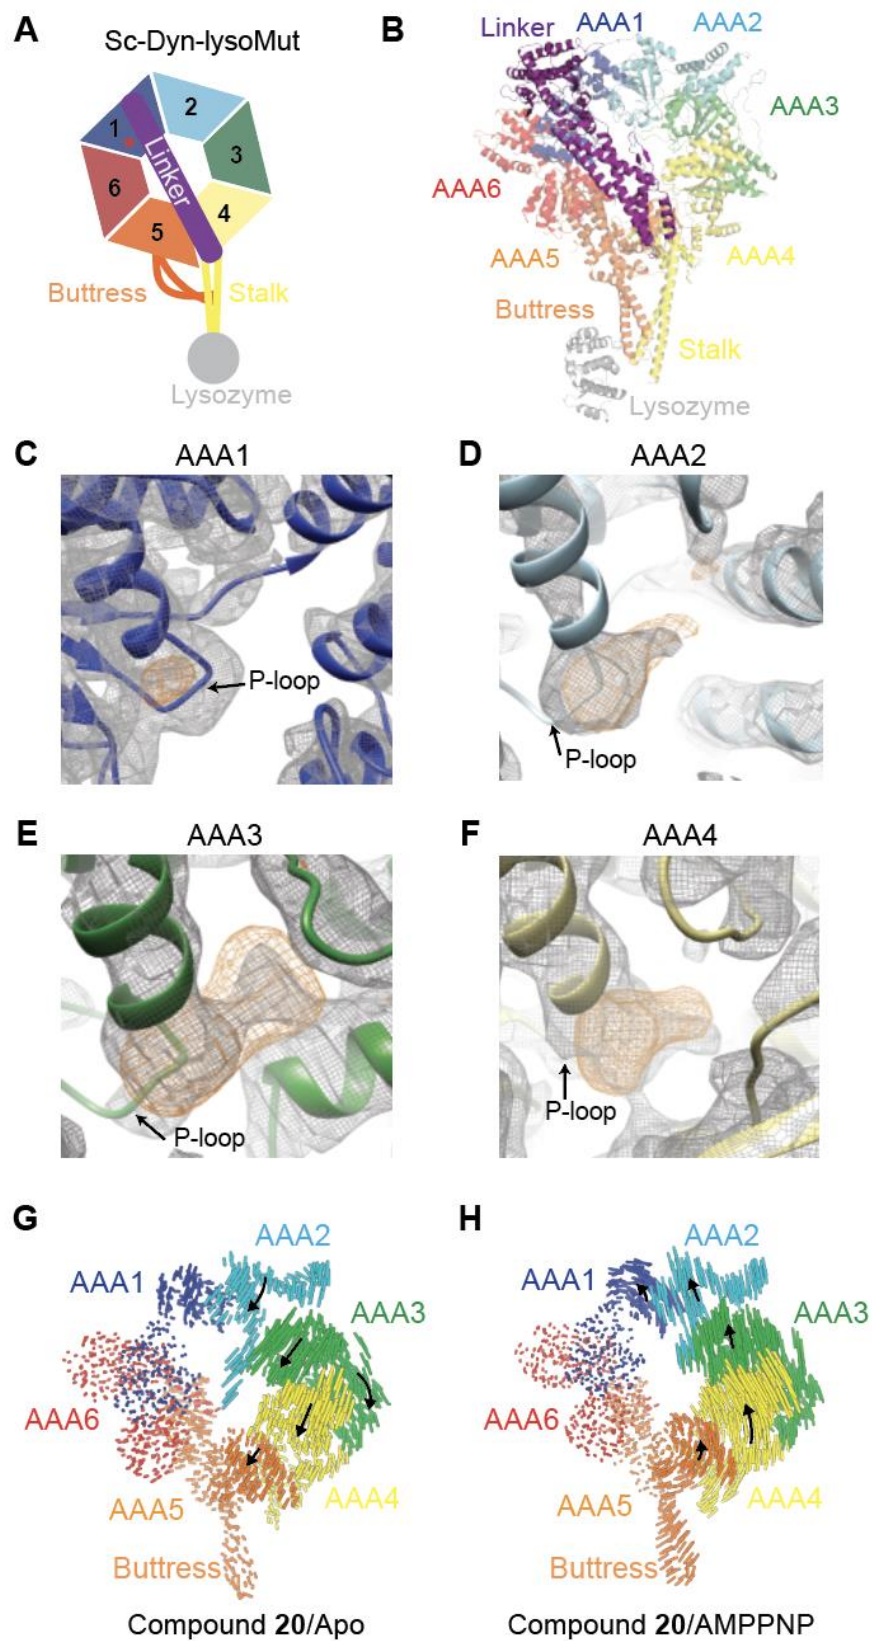 A
Sc-Dyn-lysoMut
1
2
3
4
5
6
Linker
Buttress
Stalk
Lysozyme
B
Linker AAA1 AAA2
AAA3
AAA6
AAA5
AAA4
Buttress
Stalk
Lysozyme
C
AAA1
P-loop
D
AAA2
P-loop
E
AAA3
P-loop
F
AAA4
P-loop
G
AAA2
AAA1
AAA3
AAA6
AAA5
AAA4
Buttress
Compound 20/Apo
H
AAA2
AAA1
AAA3
AAA6
AAA5
AAA4
Buttress
Compound 20/AMPPNP